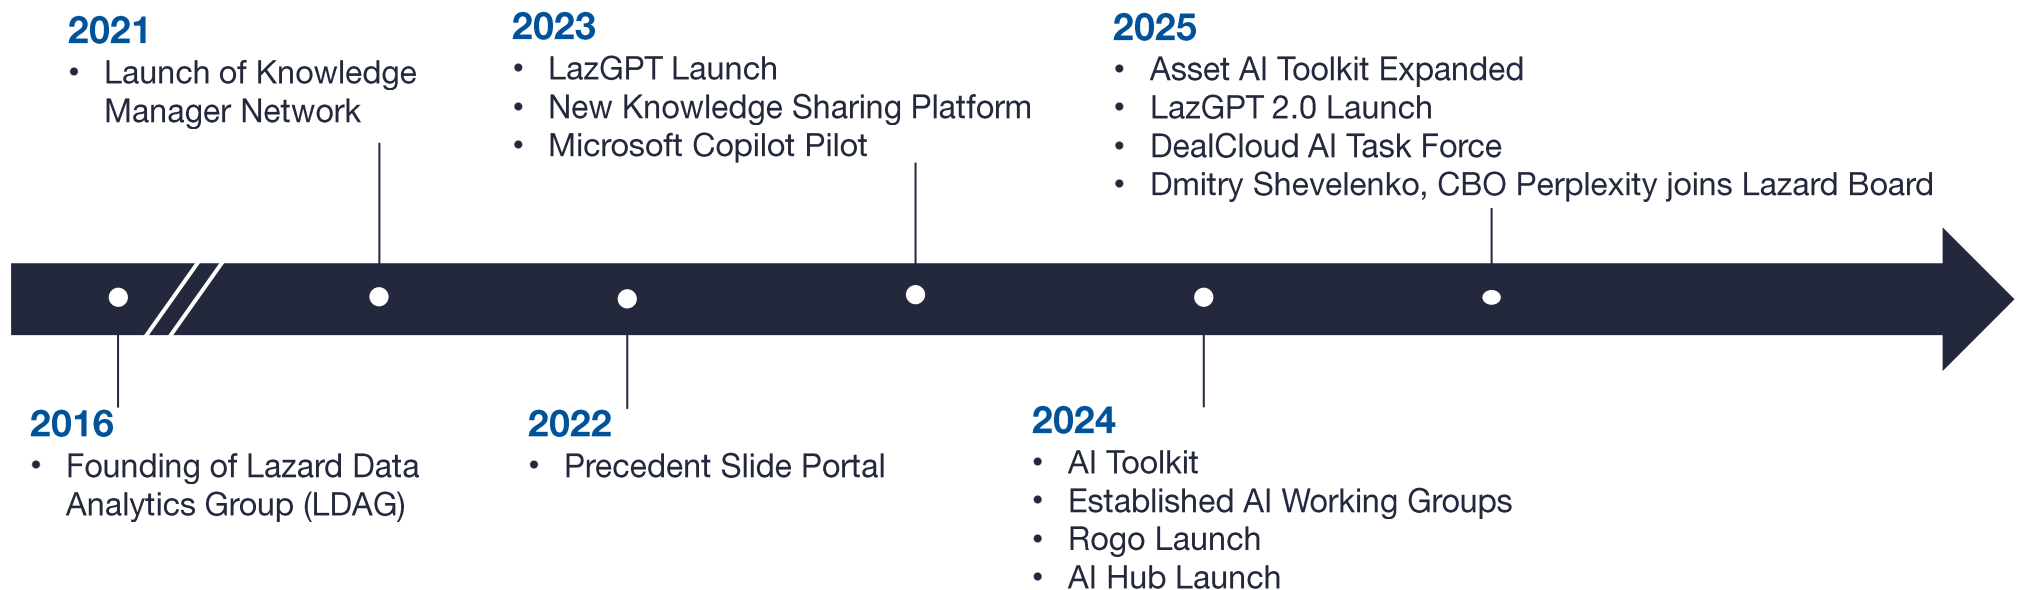 2021
• Launch of Knowledge
Manager Network
2023
• LazGPT Launch
• New Knowledge Sharing Platform
• Microsoft Copilot Pilot
2025
• Asset AI Toolkit Expanded
• LazGPT 2.0 Launch
• DealCloud AI Task Force
• Dmitry Shevelenko, CBO Perplexity joins Lazard Board
2016
• Founding of Lazard Data
Analytics Group (LDAG)
2022
• Precedent Slide Portal
2024
• AI Toolkit
• Established AI Working Groups
• Rogo Launch
• AI Hub Launch